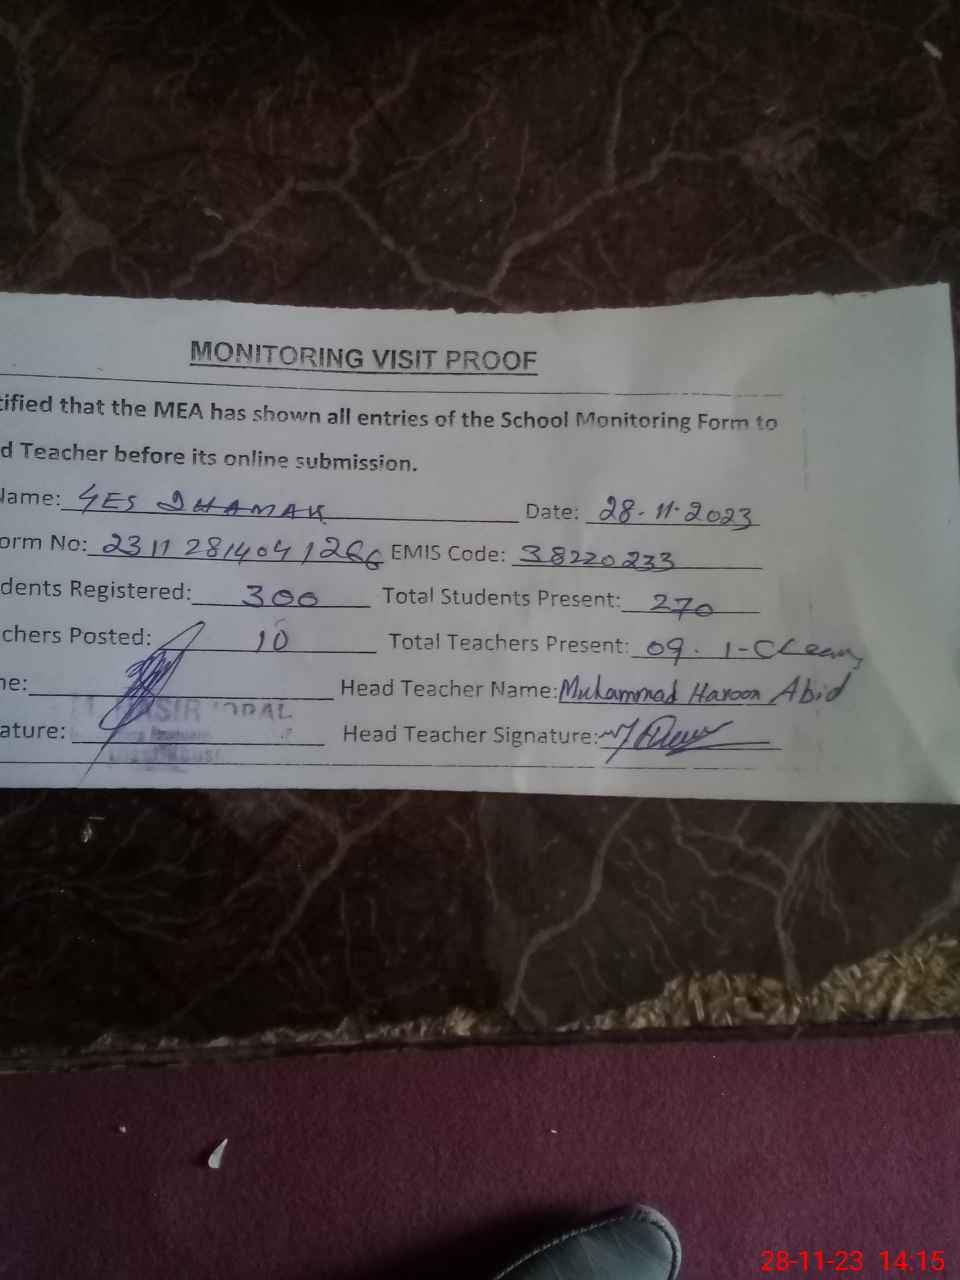 MONITORING VISIT PROOF
tified that the MEA has shown all entries of the School Monitoring Form to
d Teacher before its online submission.
Name: GES DHAMAK Date: 28-11-2023
orm No: 2311281404126G EMIS Code: 38220233
dents Registered: 300 Total Students Present: 270
chers Posted: 10 Total Teachers Present: 09. 1-C Leave
ne: Head Teacher Name: Muhammad Haroon Abid
ature: Head Teacher Signature:
28-11-23 14:15